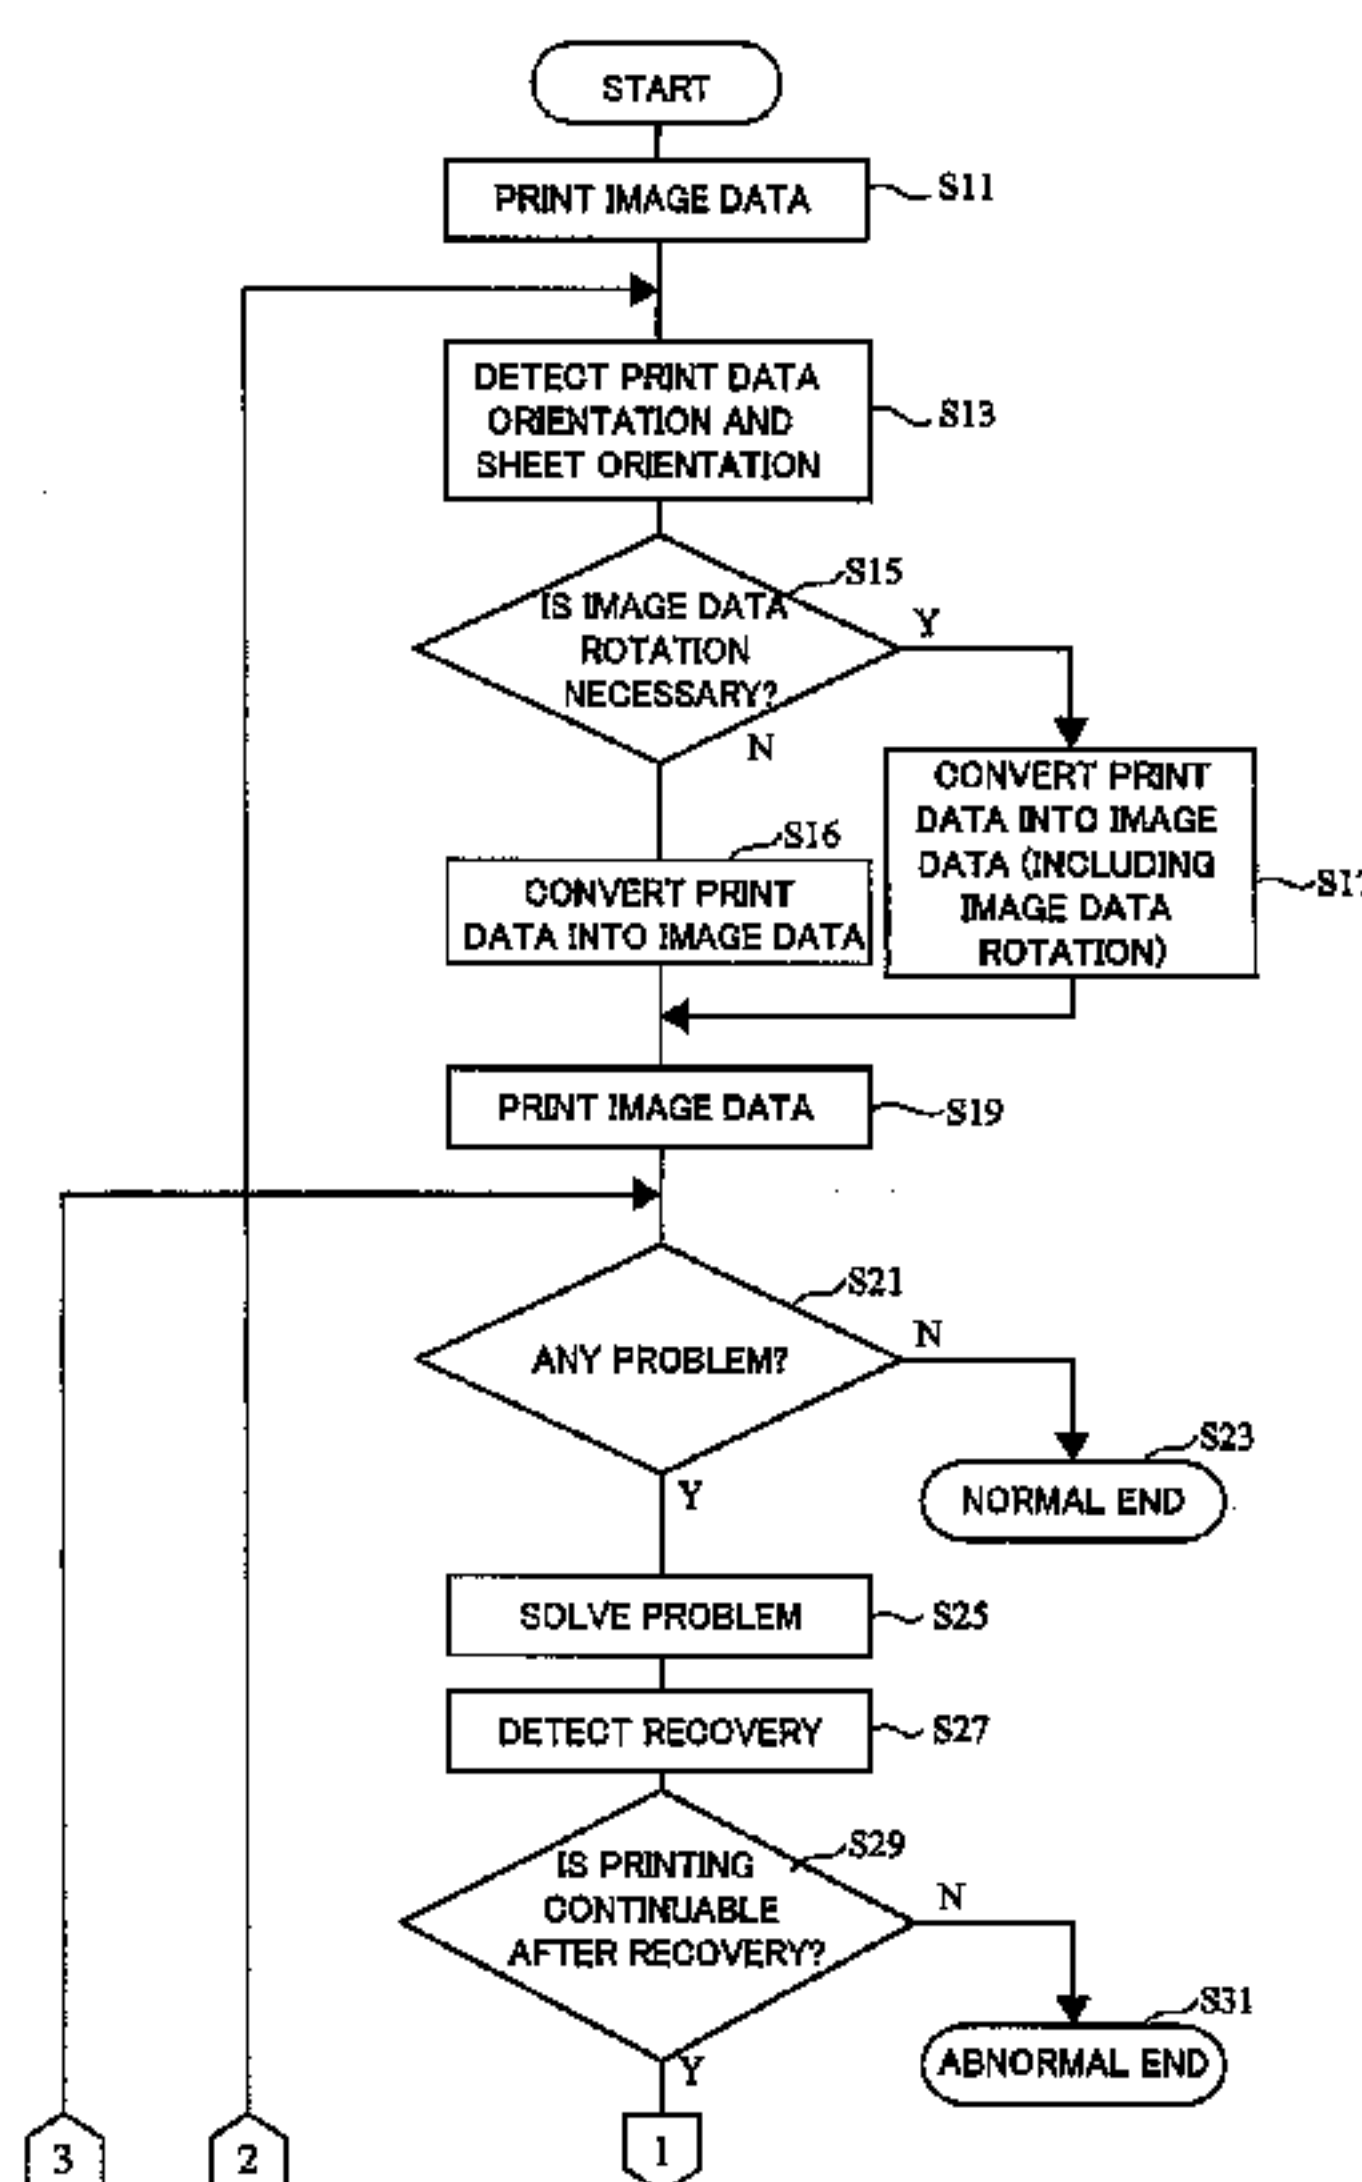 START
PRINT IMAGE DATA
S11
DETECT PRINT DATA
ORIENTATION AND
SHEET ORIENTATION
S13
S15
IS IMAGE DATA
ROTATION
NECESSARY?
Y
N
S16
CONVERT PRINT
DATA INTO IMAGE DATA
CONVERT PRINT
DATA INTO IMAGE
DATA (INCLUDING
IMAGE DATA
ROTATION)
PRINT IMAGE DATA
S19
S21
ANY PROBLEM?
N
S23
NORMAL END
Y
SOLVE PROBLEM
S25
DETECT RECOVERY
S27
S29
IS PRINTING
CONTINUABLE
AFTER RECOVERY?
N
S31
ABNORMAL END
Y
3
2
1